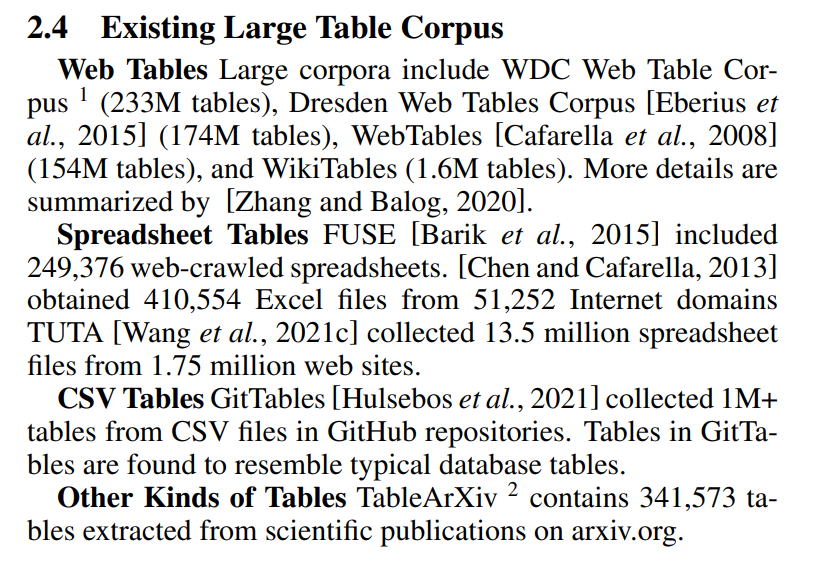 2.4 Existing Large Table Corpus
Web Tables Large corpora include WDC Web Table Cor-
pus 1 (233M tables), Dresden Web Tables Corpus [Eberius et
al., 2015] (174M tables), WebTables [Cafarella et al., 2008]
(154M tables), and WikiTables (1.6M tables). More details are
summarized by [Zhang and Balog, 2020].
Spreadsheet Tables FUSE [Barik et al., 2015] included
249,376 web-crawled spreadsheets. [Chen and Cafarella, 2013]
obtained 410,554 Excel files from 51,252 Internet domains
TUTA [Wang et al., 2021c] collected 13.5 million spreadsheet
files from 1.75 million web sites.
CSV Tables GitTables [Hulsebos et al., 2021] collected 1M+
tables from CSV files in GitHub repositories. Tables in GitTa-
bles are found to resemble typical database tables.
Other Kinds of Tables TableArXiv 2 contains 341,573 ta-
bles extracted from scientific publications on arxiv.org.